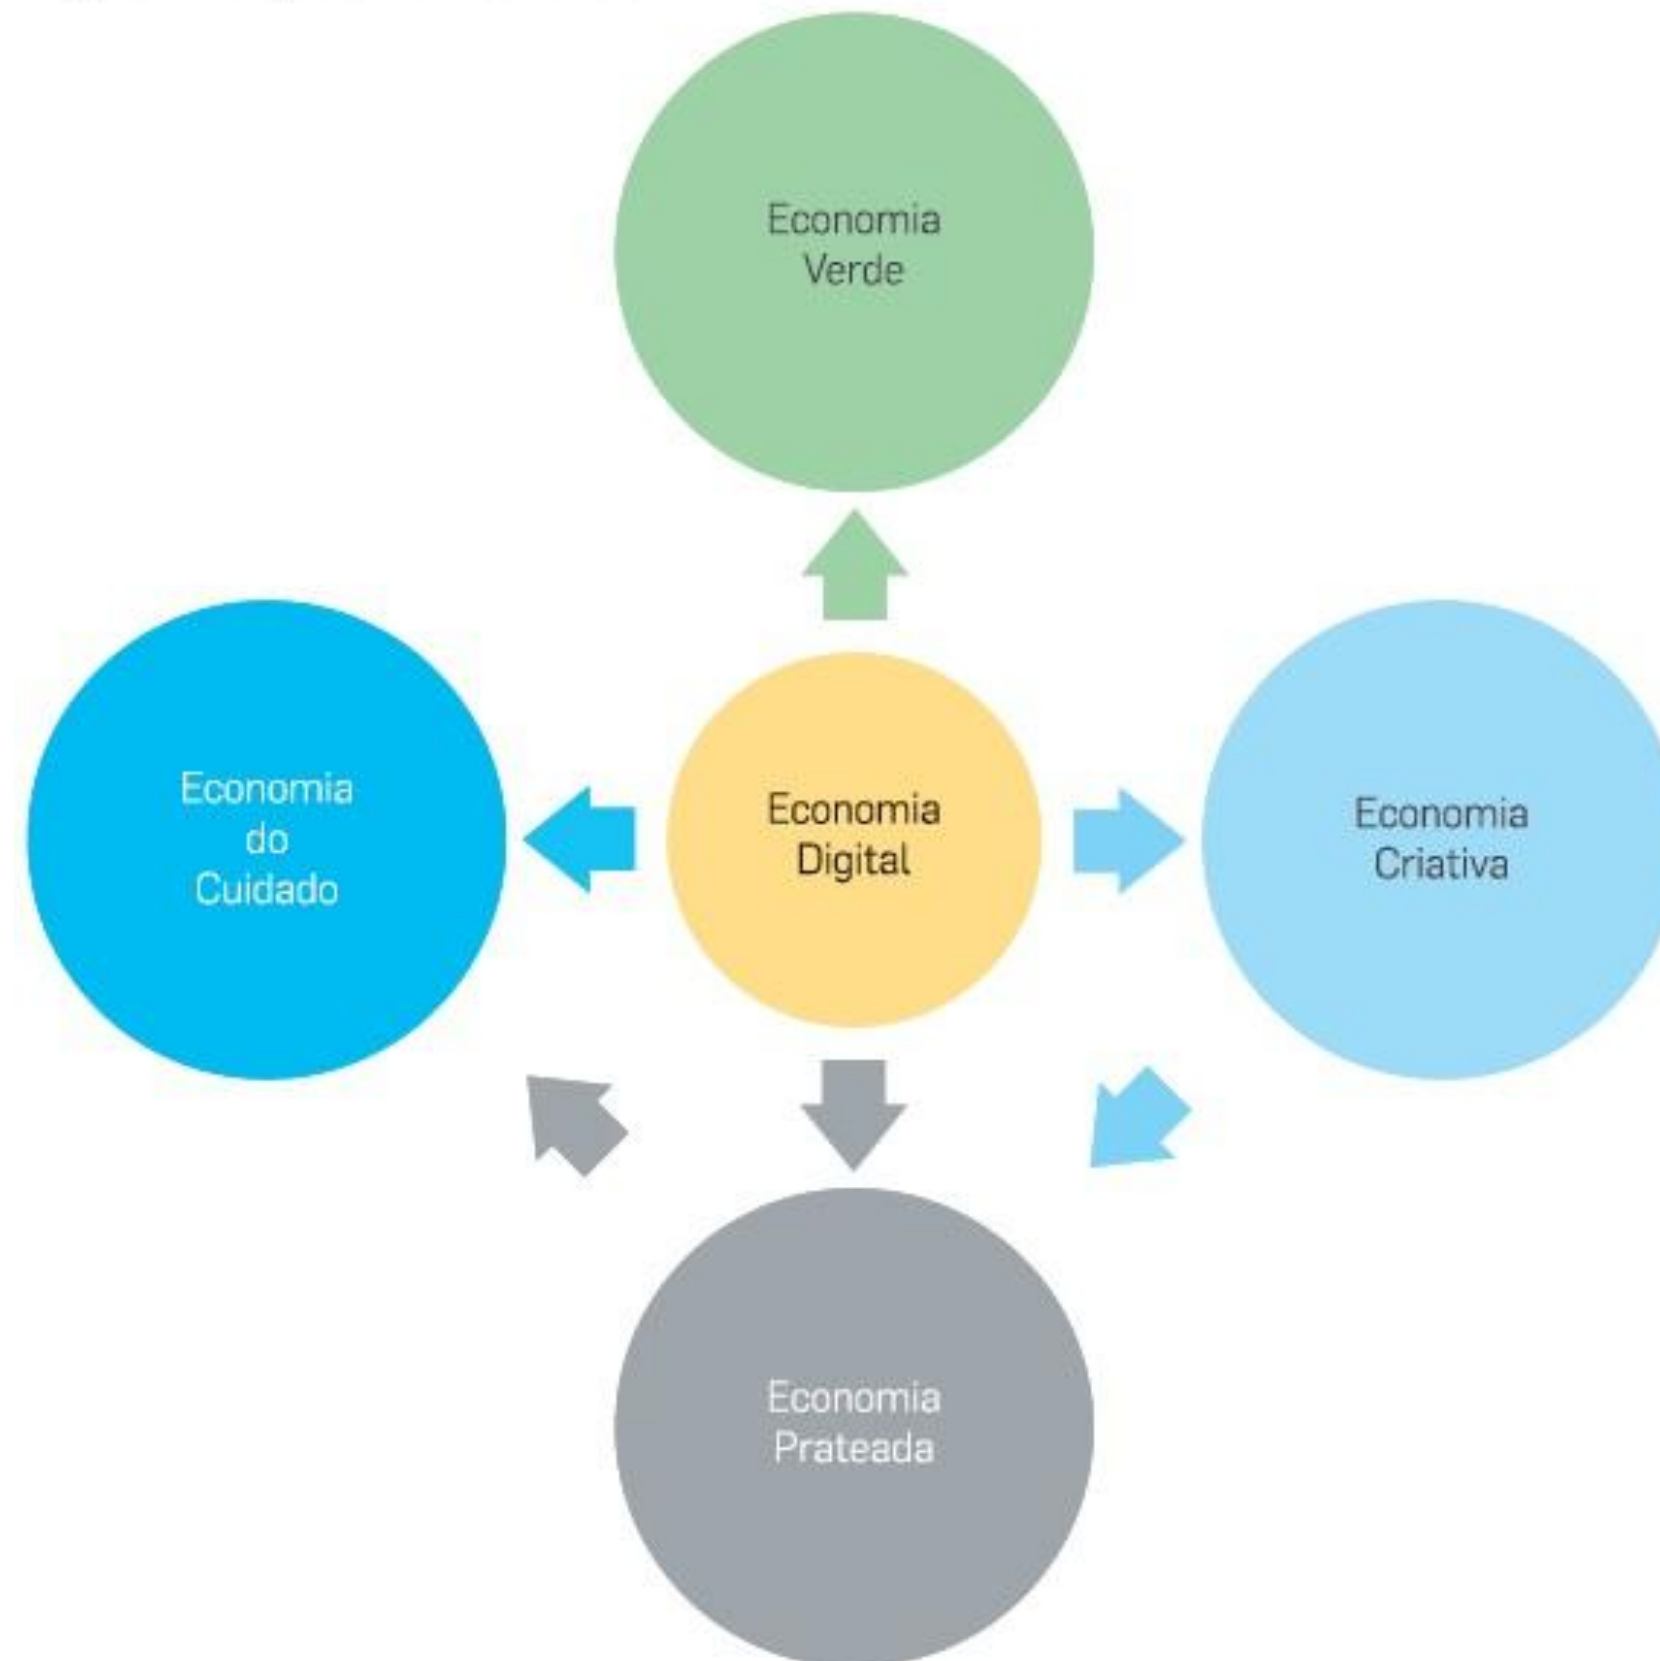 Economia
Verde
Economia
do
Cuidado
Economia
Digital
Economia
Criativa
Economia
Prateada